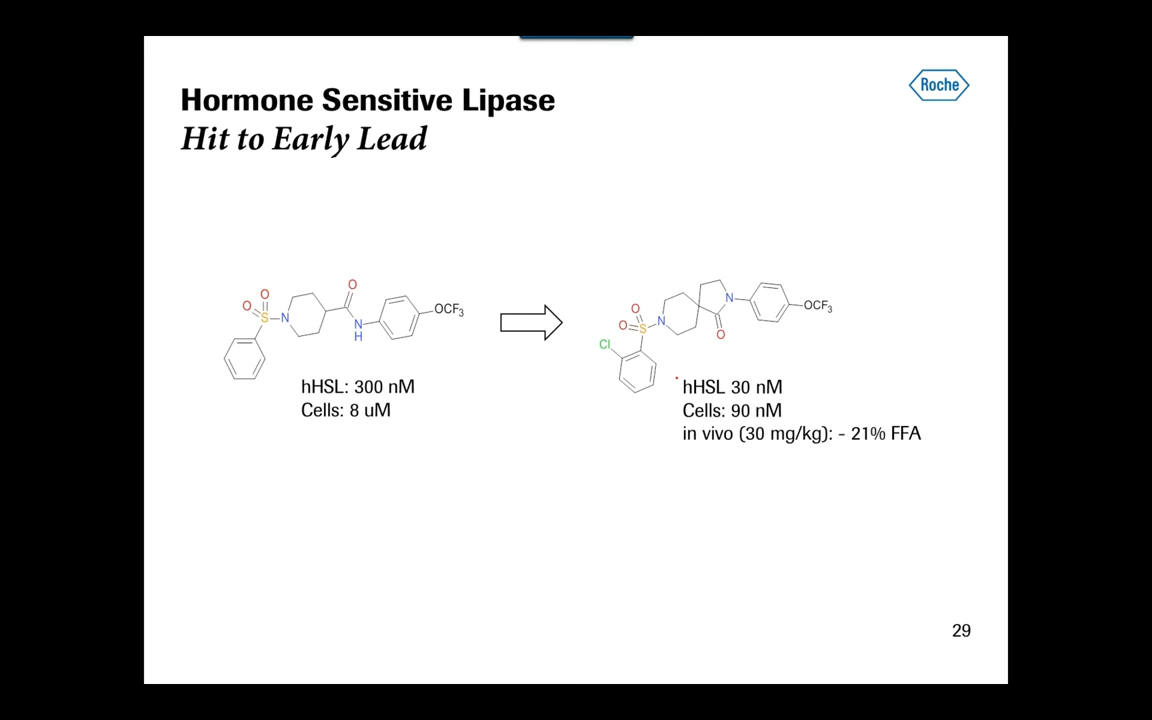 Hormone Sensitive Lipase
Roche
Hit to Early Lead
O
O
O
S
N
N
H
OCF3
hHSL: 300 nM
Cells: 8 uM
O
O
S
N
Cl
N
O
OCF3
hHSL 30 nM
Cells: 90 nM
in vivo (30 mg/kg): - 21% FFA
29